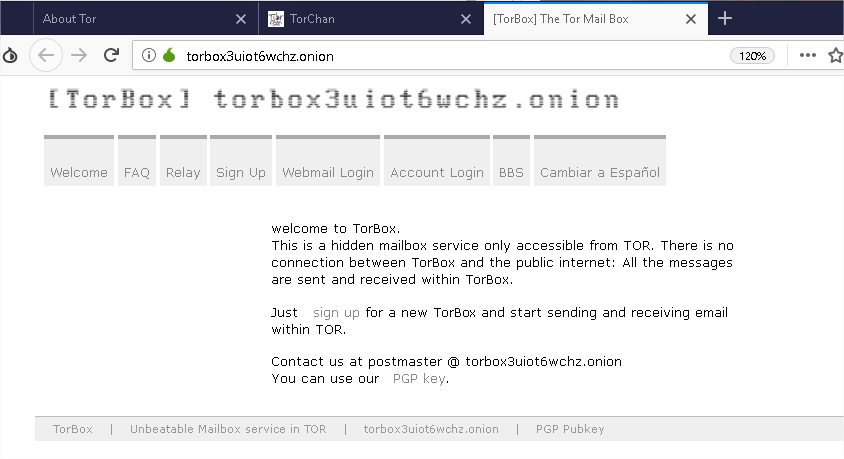 About Tor
TorChan
[TorBox] The Tor Mail Box
torbox3uiot6wchz.onion
120%
[TorBox] torbox3uiot6wchz.onion
Welcome
FAQ
Relay
Sign Up
Webmail Login
Account Login
BBS
Cambiar a Español
welcome to TorBox.
This is a hidden mailbox service only accessible from TOR. There is no
connection between TorBox and the public internet: All the messages
are sent and received within TorBox.
Just sign up for a new TorBox and start sending and receiving email
within TOR.
Contact us at postmaster @ torbox3uiot6wchz.onion
You can use our PGP key.
TorBox | Unbeatable Mailbox service in TOR | torbox3uiot6wchz.onion | PGP Pubkey